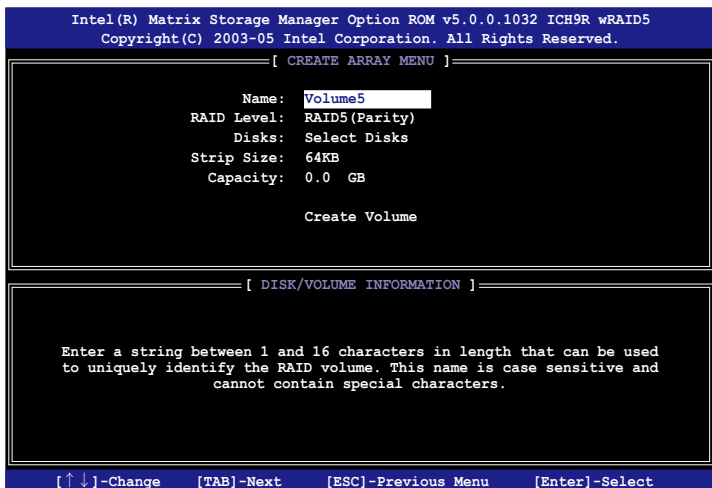 Intel(R) Matrix Storage Manager Option ROM v5.0.0.1032 ICH9R wRAID5
Copyright(C) 2003-05 Intel Corporation. All Rights Reserved.
[ CREATE ARRAY MENU ]
Name: Volume5
RAID Level: RAID5(Parity)
Disks: Select Disks
Strip Size: 64KB
Capacity: 0.0 GB
Create Volume
[ DISK/VOLUME INFORMATION ]
Enter a string between 1 and 16 characters in length that can be used
to uniquely identify the RAID volume. This name is case sensitive and
cannot contain special characters.
[↑↓]-Change [TAB]-Next [ESC]-Previous Menu [Enter]-Select